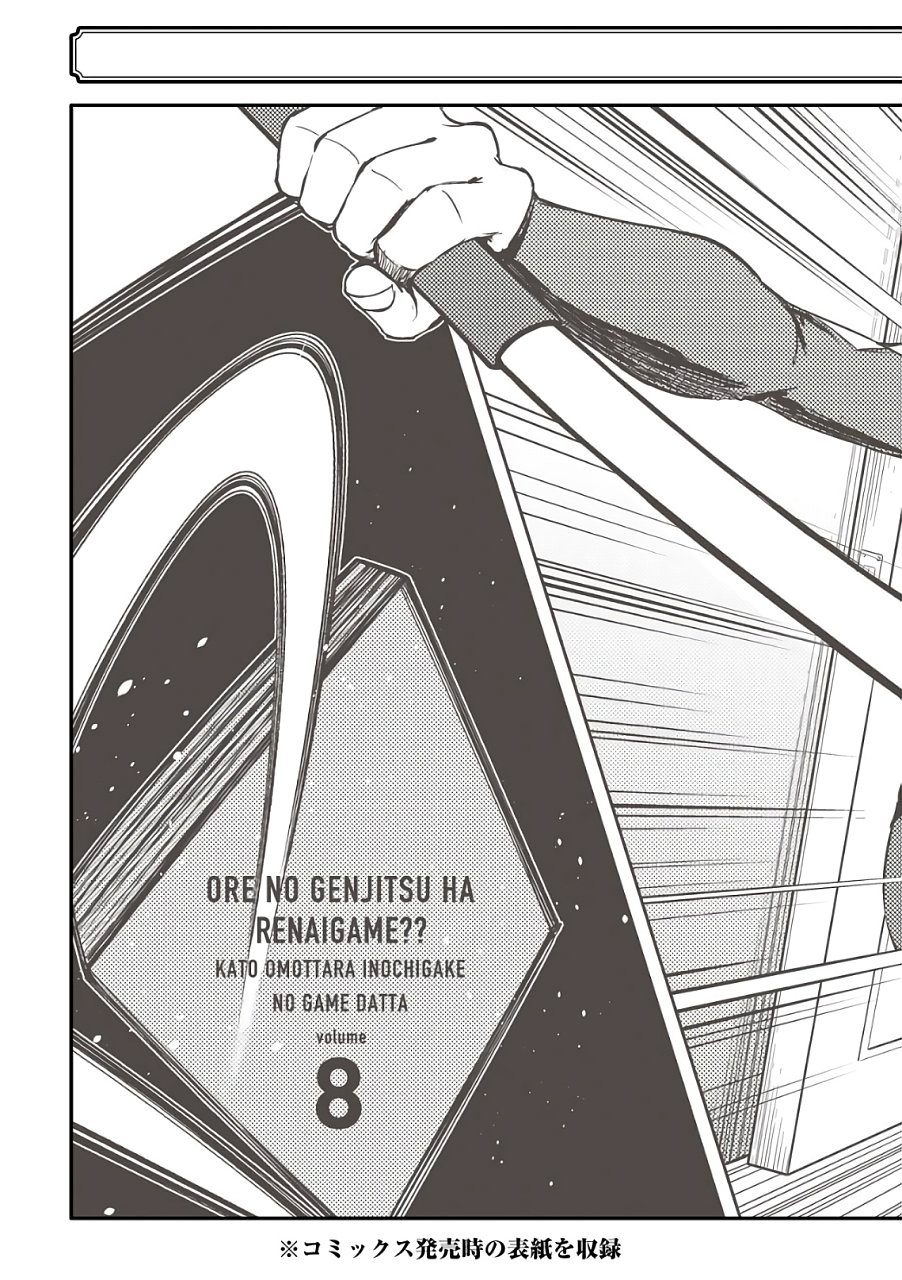 ORE NO GENJITSU HA
RENAIGAME??
KATO OMOTTARA INOCHIGAKE
NO GAME DATTA
volume
8
※コミックス発売時の表紙を収録